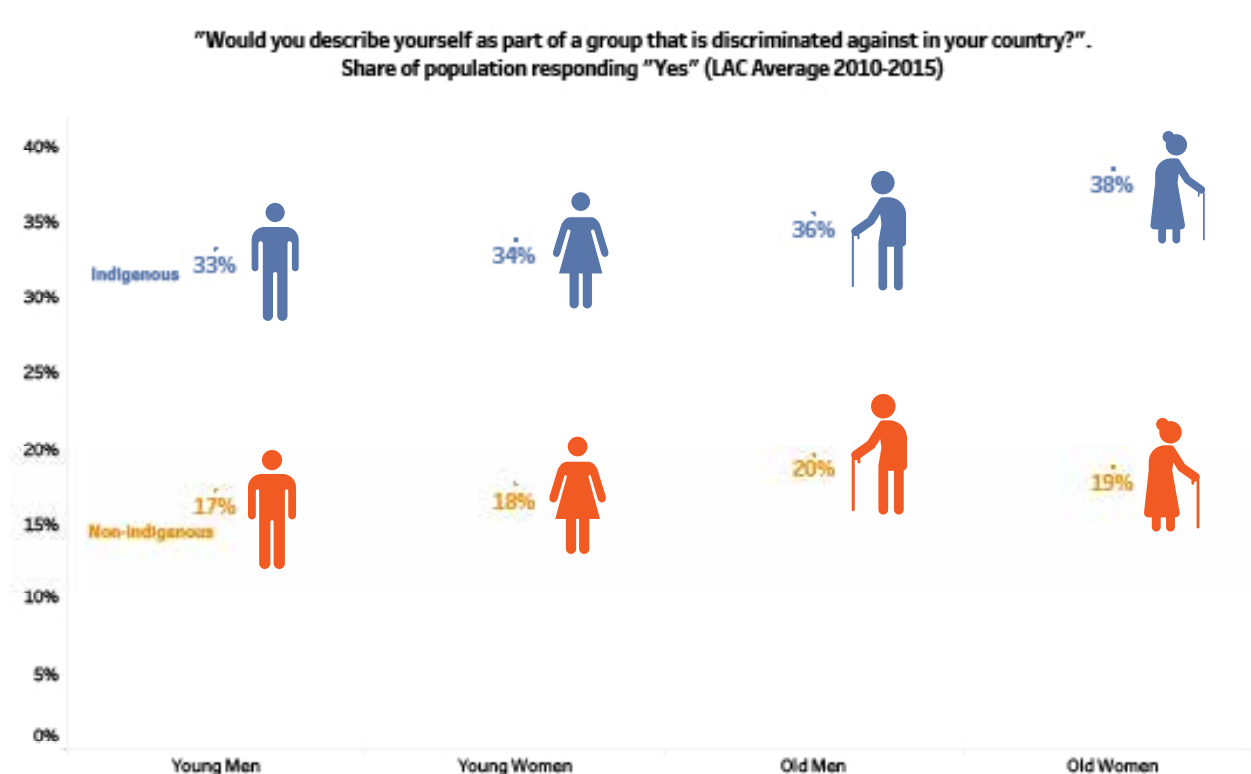 "Would you describe yourself as part of a group that is discriminated against in your country?".
Share of population responding "Yes" (LAC Average 2010-2015)
40%
38%
35%
36%
34%
33%
Indigenous
30%
25%
20%
20%
19%
18%
17%
15%
Non-indigenous
10%
5%
0%
Young Men
Young Women
Old Men
Old Women